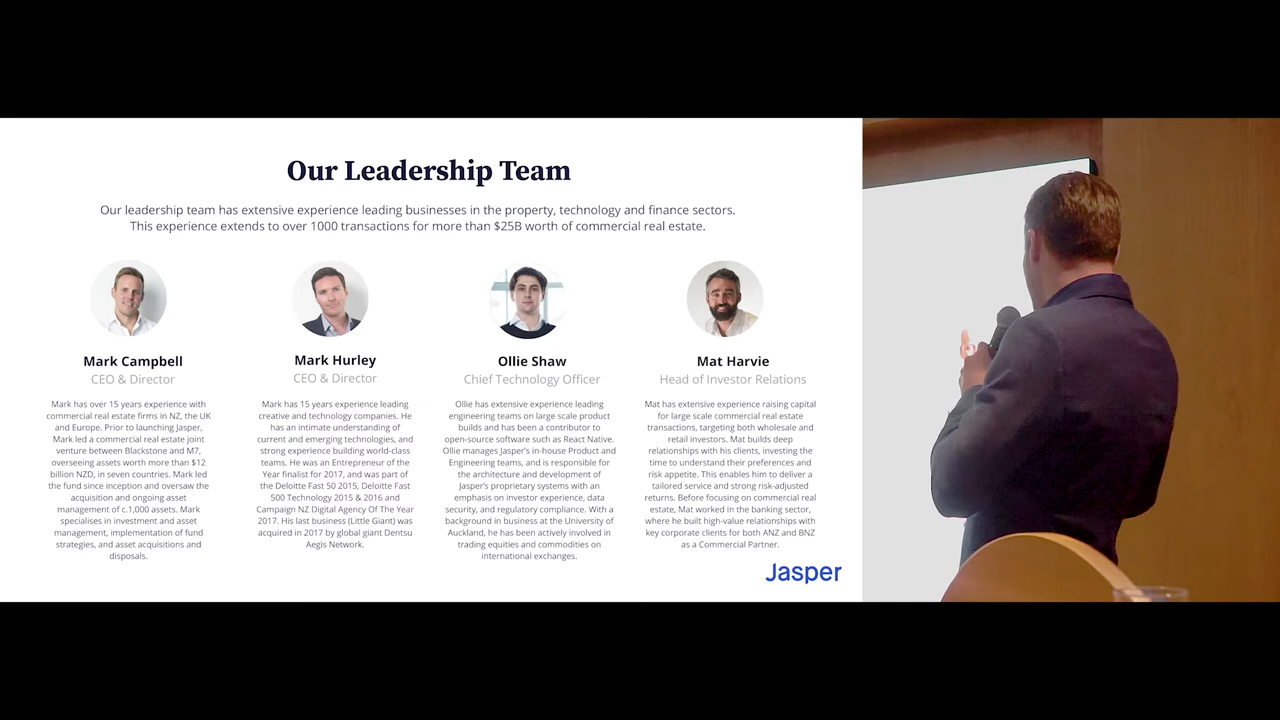 Our Leadership Team
Our leadership team has extensive experience leading businesses in the property, technology and finance sectors.
This experience extends to over 1000 transactions for more than $25B worth of commercial real estate.
Mark Campbell
CEO & Director
Mark has over 15 years experience with
commercial real estate firms in NZ, the UK
and Europe. Prior to launching Jasper,
Mark led a commercial real estate joint
venture between Blackstone and M7,
overseeing assets worth more than $12
billion NZD, in seven countries. Mark led
the fund since inception and oversaw the
acquisition and ongoing asset
management of c.1,000 assets. Mark
specialises in investment and asset
management, implementation of fund
strategies, and asset acquisitions and
disposals.
Mark Hurley
CEO & Director
Mark has 15 years experience leading
creative and technology companies. He
has an intimate understanding of
current and emerging technologies, and
strong experience building world-class
teams. He was an Entrepreneur of the
Year finalist for 2017, and was part of
the Deloitte Fast 50 2015, Deloitte Fast
500 Technology 2015 & 2016 and
Campaign NZ Digital Agency Of The Year
2017. His last business (Little Giant) was
acquired in 2017 by global giant Dentsu
Aegis Network.
Ollie Shaw
Chief Technology Officer
Ollie has extensive experience leading
engineering teams on large scale product
builds and has been a contributor to
open-source software such as React Native.
Ollie manages Jasper's in-house Product and
Engineering teams, and is responsible for
the architecture and development of
Jasper's proprietary systems with an
emphasis on investor experience, data
security, and regulatory compliance. With a
background in business at the University of
Auckland, he has been actively involved in
trading equities and commodities on
international exchanges.
Mat Harvie
Head of Investor Relations
Mat has extensive experience raising capital
for large scale commercial real estate
transactions, targeting both wholesale and
retail investors. Mat builds deep
relationships with his clients, investing the
time to understand their preferences and
risk appetite. This enables him to deliver a
tailored service and strong risk-adjusted
returns. Before focusing on commercial real
estate, Mat worked in the banking sector,
where he built high-value relationships with
key corporate clients for both ANZ and BNZ
as a Commercial Partner.
Jasper